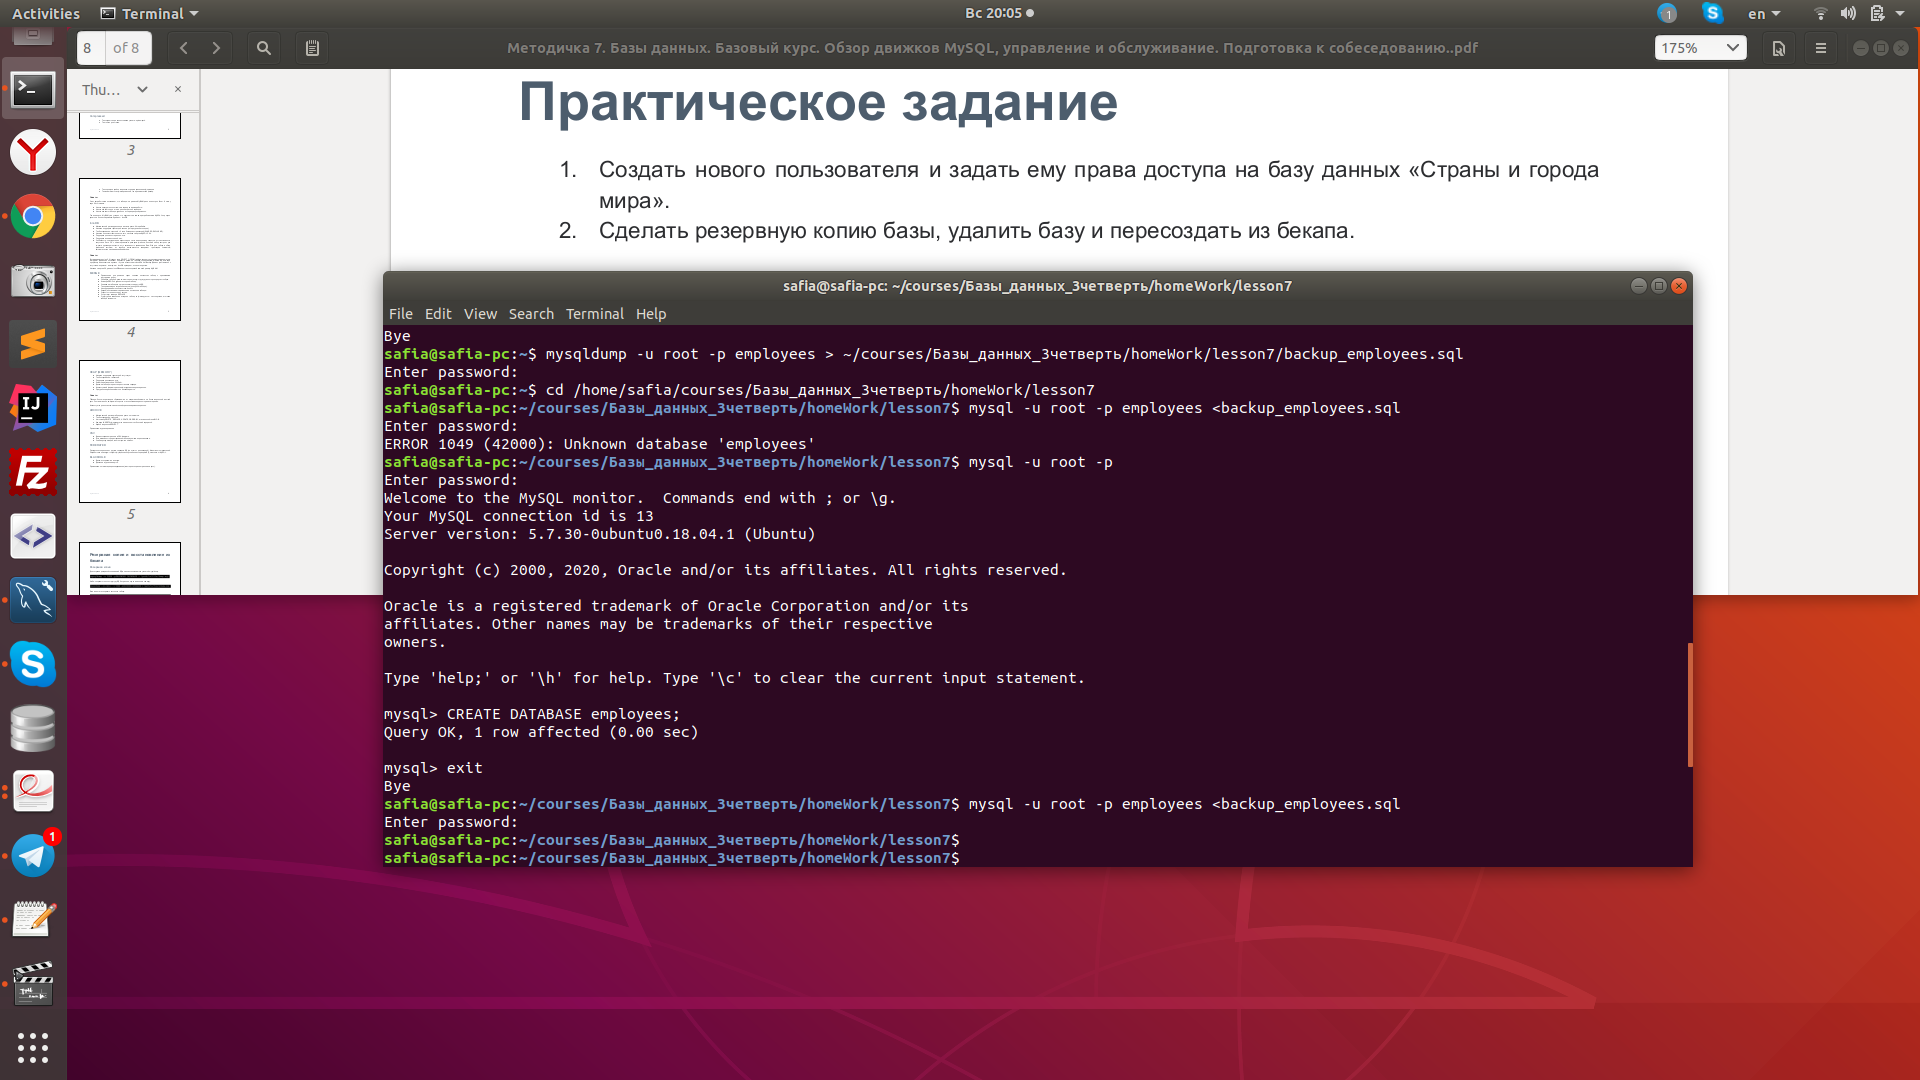 Activities
Terminal
Вс 20:05
1
en
8
of 8
Методичка 7. Базы данных. Базовый курс. Обзор движков MySQL, управление и обслуживание. Подготовка к собеседованию..pdf
175%
Thu...
3
4
5
Практическое задание
1. Создать нового пользователя и задать ему права доступа на базу данных «Страны и города
мира».
2. Сделать резервную копию базы, удалить базу и пересоздать из бекапа.
safia@safia-pc: ~/courses/Базы_данных_3четверть/homeWork/lesson7
File Edit View Search Terminal Help
Bye
safia@safia-pc:~$ mysqldump -u root -p employees > ~/courses/Базы_данных_3четверть/homeWork/lesson7/backup_employees.sql
Enter password:
safia@safia-pc:~$ cd /home/safia/courses/Базы_данных_3четверть/homeWork/lesson7
safia@safia-pc:~/courses/Базы_данных_3четверть/homeWork/lesson7$ mysql -u root -p employees <backup_employees.sql
Enter password:
ERROR 1049 (42000): Unknown database 'employees'
safia@safia-pc:~/courses/Базы_данных_3четверть/homeWork/lesson7$ mysql -u root -p
Enter password:
Welcome to the MySQL monitor.  Commands end with ; or \g.
Your MySQL connection id is 13
Server version: 5.7.30-0ubuntu0.18.04.1 (Ubuntu)
Copyright (c) 2000, 2020, Oracle and/or its affiliates. All rights reserved.
Oracle is a registered trademark of Oracle Corporation and/or its
affiliates. Other names may be trademarks of their respective
owners.
Type 'help;' or '\h' for help. Type '\c' to clear the current input statement.
mysql> CREATE DATABASE employees;
Query OK, 1 row affected (0.00 sec)
mysql> exit
Bye
safia@safia-pc:~/courses/Базы_данных_3четверть/homeWork/lesson7$ mysql -u root -p employees <backup_employees.sql
Enter password:
safia@safia-pc:~/courses/Базы_данных_3четверть/homeWork/lesson7$
safia@safia-pc:~/courses/Базы_данных_3четверть/homeWork/lesson7$
IJ
Fz
S
1